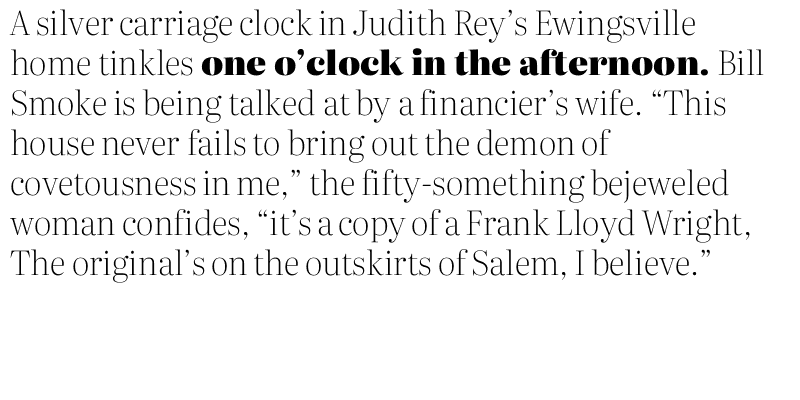 A silver carriage clock in Judith Rey’s Ewingsville
home tinkles one o’clock in the afternoon. Bill
Smoke is being talked at by a financier’s wife. “This
house never fails to bring out the demon of
covetousness in me,” the fifty-something bejeweled
woman confides, “it’s a copy of a Frank Lloyd Wright,
The original’s on the outskirts of Salem, I believe.”